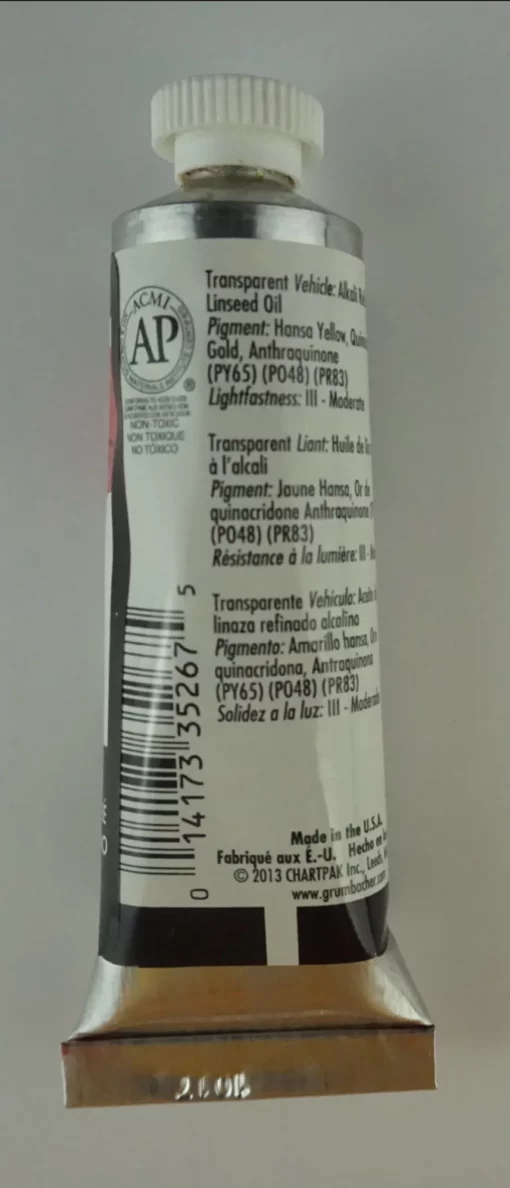 ACMI
AP
NON-TOXIC
NON TOXIQUE
NO TÓXICO
Transparent Vehicle: Alkali
Linseed Oil
Pigment: Hansa Yellow,
Gold, Anthraquinone
(PY65) (PO48) (PR83)
Lightfastness: III - Moderate
Transparent Liant: Huile de
à l'alcali
Pigment: Jaune Hansa, Or de
quinacridone Anthraquinone
(PO48) (PR83)
Résistance à la lumière: III -
Transparente Vehículo: Aceite
linaza refinado alcalino
Pigmento: Amarillo hansa,
quinacridona, Antraquinona
(PY65) (PO48) (PR83)
Solidez a la luz: III - Moderada
0 14173 35267 5
Made in the U.S.A.
Fabriqué aux É.-U. Hecho en
© 2013 CHARTPAK Inc., Leeds,
www.grumbacher.com